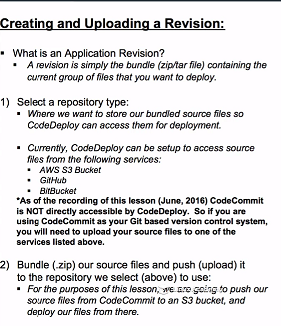 Creating and Uploading a Revision:
▪ What is an Application Revision?
▪ A revision is simply the bundle (zip/tar file) containing the
current group of files that you want to deploy.
1) Select a repository type:
▪ Where we want to store our bundled source files so
CodeDeploy can access them for deployment.
▪ Currently, CodeDeploy can be setup to access source
files from the following services:
▪ AWS S3 Bucket
▪ GitHub
▪ BitBucket
*As of the recording of this lesson (June, 2016) CodeCommit
is NOT directly accessible by CodeDeploy. So if you are
using CodeCommit as your Git based version control system,
you will need to upload your source files to one of the
services listed above.
2) Bundle (.zip) our source files and push (upload) it
to the repository we select (above) to use:
▪ For the purposes of this lesson, we are going to push our
source files from CodeCommit to an S3 bucket, and
deploy our files from there.